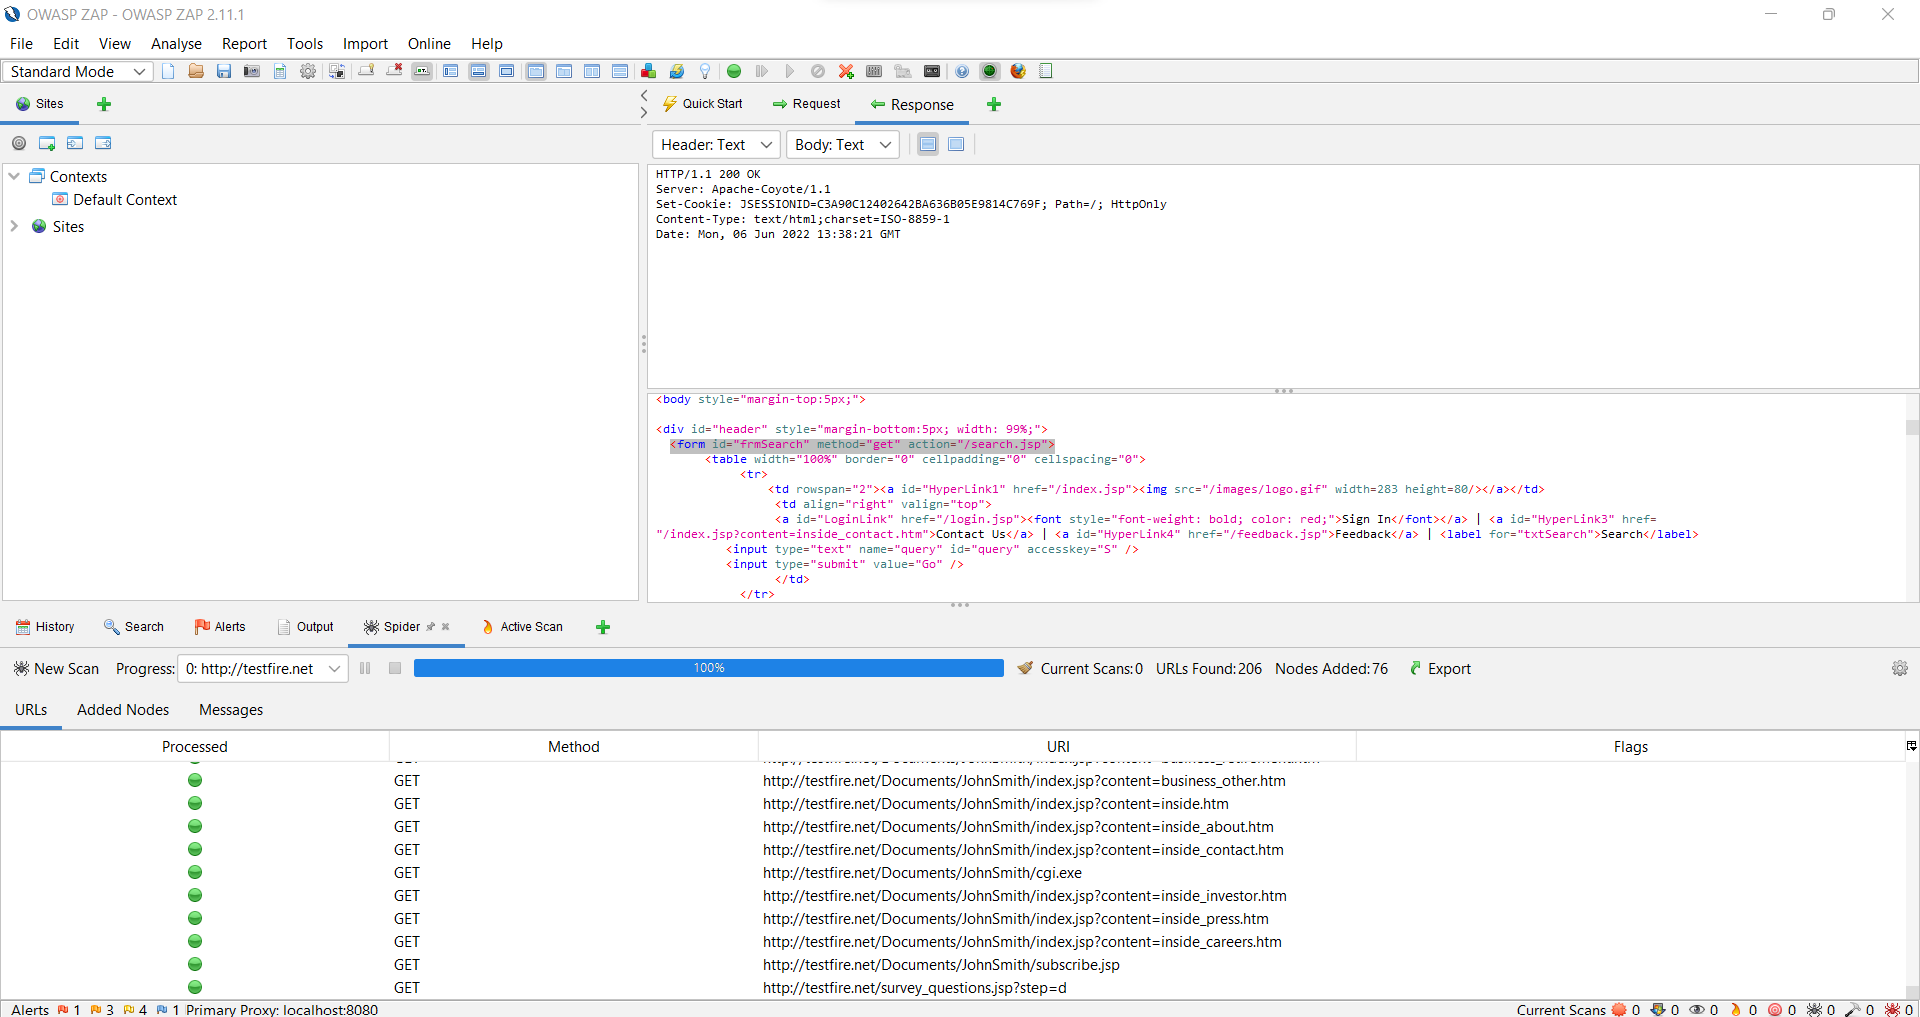 OWASP ZAP - OWASP ZAP 2.11.1
File Edit View Analyse Report Tools Import Online Help
Standard Mode
Sites
Quick Start Request Response
Header: Text Body: Text
Contexts
Default Context
Sites
HTTP/1.1 200 OK
Server: Apache-Coyote/1.1
Set-Cookie: JSESSIONID=C3A90C12402642BA636B05E9814C769F; Path=/; HttpOnly
Content-Type: text/html;charset=ISO-8859-1
Date: Mon, 06 Jun 2022 13:38:21 GMT
<body style="margin-top:5px;">
<div id="header" style="margin-bottom:5px; width: 99%;">
<form id="frmSearch" method="get" action="/search.jsp">
<table width="100%" border="0" cellpadding="0" cellspacing="0">
<tr>
<td rowspan="2"><a id="HyperLink1" href="/index.jsp"><img src="/images/logo.gif" width=283 height=80/></a></td>
<td align="right" valign="top">
<a id="LoginLink" href="/login.jsp"><font style="font-weight: bold; color: red;">Sign In</font></a> | <a id="HyperLink3" href=
"/index.jsp?content=inside_contact.htm">Contact Us</a> | <a id="HyperLink4" href="/feedback.jsp">Feedback</a> | <label for="txtSearch">Search</label>
<input type="text" name="query" id="query" accesskey="S" />
<input type="submit" value="Go" />
</td>
</tr>
History Search Alerts Output Spider Active Scan
New Scan Progress: 0: http://testfire.net 100% Current Scans:0 URLs Found:206 Nodes Added:76 Export
URLs Added Nodes Messages
Processed Method URI Flags
GET http://testfire.net/Documents/JohnSmith/index.jsp?content=business_other.htm
GET http://testfire.net/Documents/JohnSmith/index.jsp?content=inside.htm
GET http://testfire.net/Documents/JohnSmith/index.jsp?content=inside_about.htm
GET http://testfire.net/Documents/JohnSmith/index.jsp?content=inside_contact.htm
GET http://testfire.net/Documents/JohnSmith/cgi.exe
GET http://testfire.net/Documents/JohnSmith/index.jsp?content=inside_investor.htm
GET http://testfire.net/Documents/JohnSmith/index.jsp?content=inside_press.htm
GET http://testfire.net/Documents/JohnSmith/index.jsp?content=inside_careers.htm
GET http://testfire.net/Documents/JohnSmith/subscribe.jsp
GET http://testfire.net/survey_questions.jsp?step=d
Alerts 1 3 4 1 Primary Proxy: localhost:8080 Current Scans 0 0 0 0 0 0 0 0